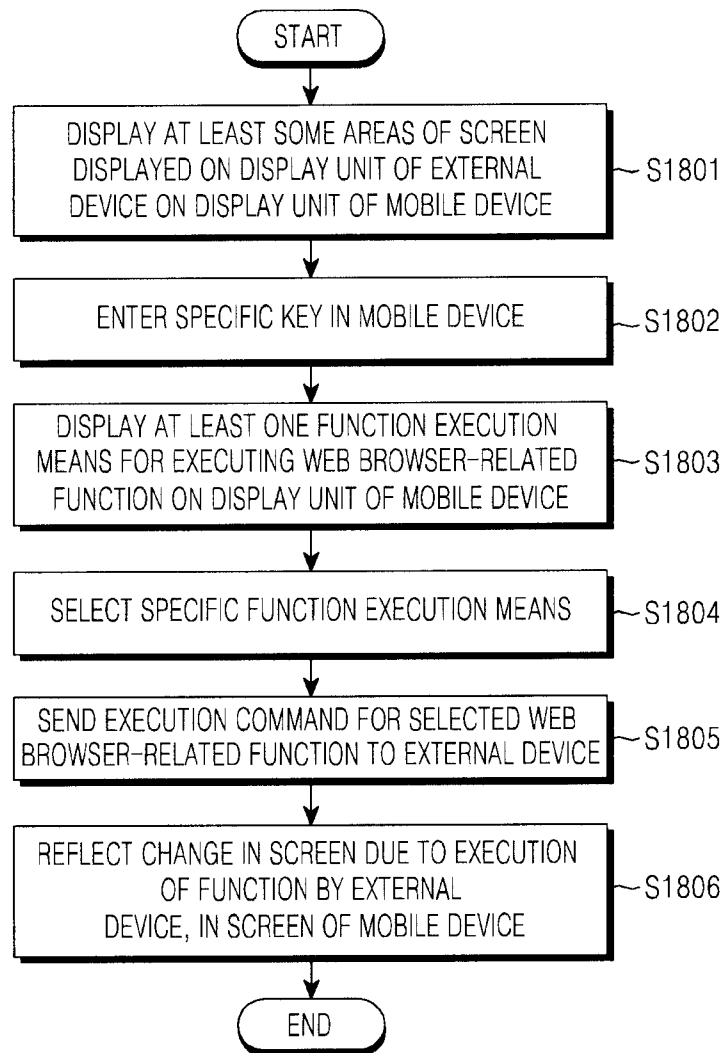 START
DISPLAY AT LEAST SOME AREAS OF SCREEN
DISPLAYED ON DISPLAY UNIT OF EXTERNAL
DEVICE ON DISPLAY UNIT OF MOBILE DEVICE
S1801
ENTER SPECIFIC KEY IN MOBILE DEVICE
S1802
DISPLAY AT LEAST ONE FUNCTION EXECUTION
MEANS FOR EXECUTING WEB BROWSER-RELATED
FUNCTION ON DISPLAY UNIT OF MOBILE DEVICE
S1803
SELECT SPECIFIC FUNCTION EXECUTION MEANS
S1804
SEND EXECUTION COMMAND FOR SELECTED WEB
BROWSER-RELATED FUNCTION TO EXTERNAL DEVICE
S1805
REFLECT CHANGE IN SCREEN DUE TO EXECUTION
OF FUNCTION BY EXTERNAL
DEVICE, IN SCREEN OF MOBILE DEVICE
S1806
END